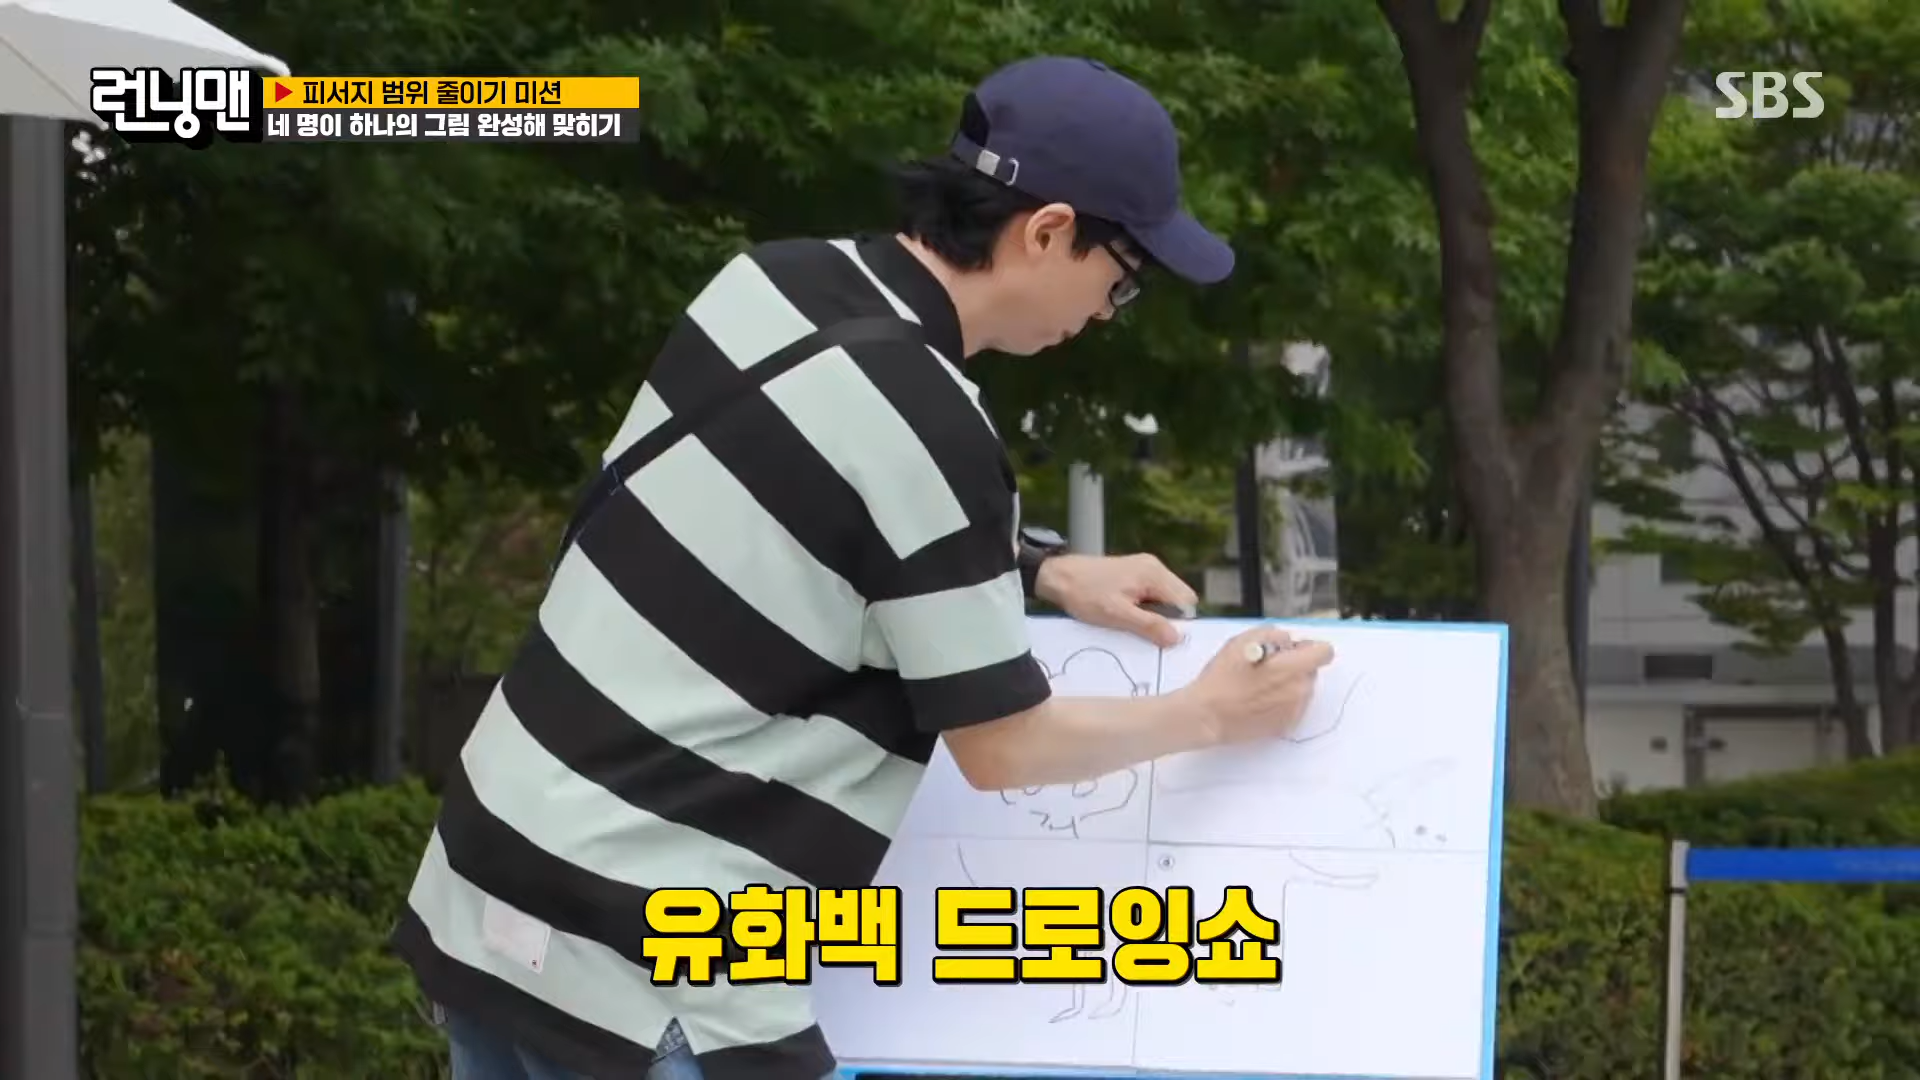 런닝맨
▶ 피서지 범위 줄이기 미션
네 명이 하나의 그림 완성해 맞히기
SBS
유화백 드로잉쇼